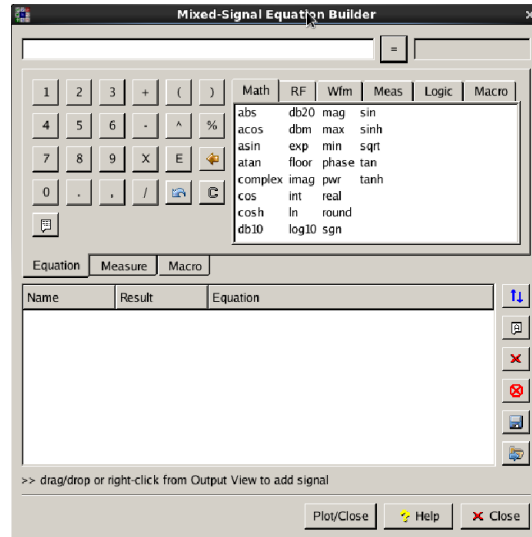 Mixed-Signal Equation Builder
=
1 2 3 + ( )
4 5 6 - ^ %
7 8 9 X E
0 . , / C
Math RF Wfm Meas Logic Macro
abs db20 mag sin
acos dbm max sinh
asin exp min sqrt
atan floor phase tan
complex imag pwr tanh
cos int real
cosh ln round
db10 log10 sgn
Equation Measure Macro
Name Result Equation
>> drag/drop or right-click from Output View to add signal
Plot/Close Help Close